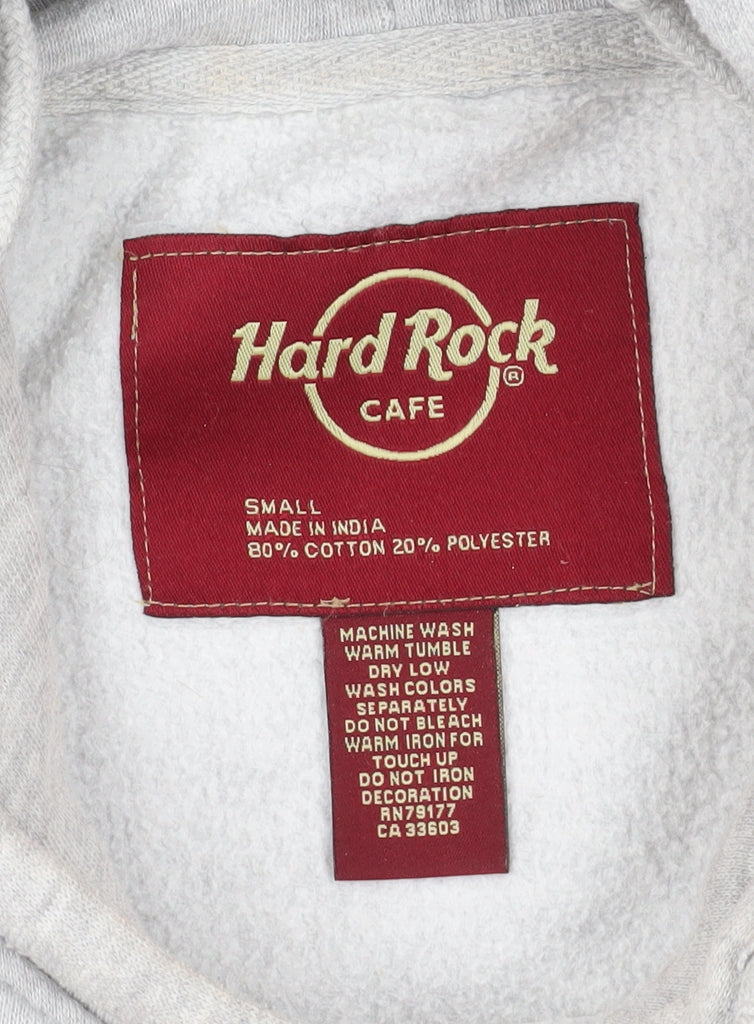 Hard Rock®
CAFE
SMALL
MADE IN INDIA
80% COTTON 20% POLYESTER
MACHINE WASH
WARM TUMBLE
DRY LOW
WASH COLORS
SEPARATELY
DO NOT BLEACH
WARM IRON FOR
TOUCH UP
DO NOT IRON
DECORATION
RN79177
CA 33603